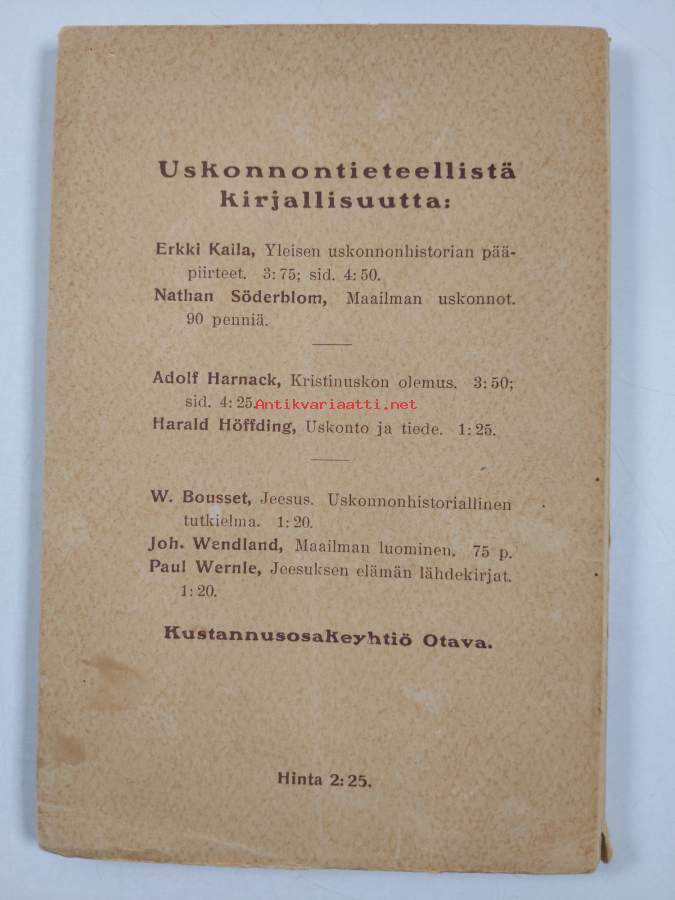 Uskonnontieteellistä
kirjallisuutta:
Erkki Kaila, Yleisen uskonnonhistorian pää-
piirteet. 3:75; sid. 4:50.
Nathan Söderblom, Maailman uskonnot.
90 penniä.
Adolf Harnack, Kristinuskon olemus. 3:50;
sid. 4:25.
Antikvariaatti.net
Harald Höffding, Uskonto ja tiede. 1:25.
W. Bousset, Jeesus. Uskonnonhistoriallinen
tutkielma. 1:20.
Joh. Wendland, Maailman luominen. 75 p.
Paul Wernle, Jeesuksen elämän lähdekirjat.
1:20.
Kustannusosakeyhtiö Otava.
Hinta 2:25.